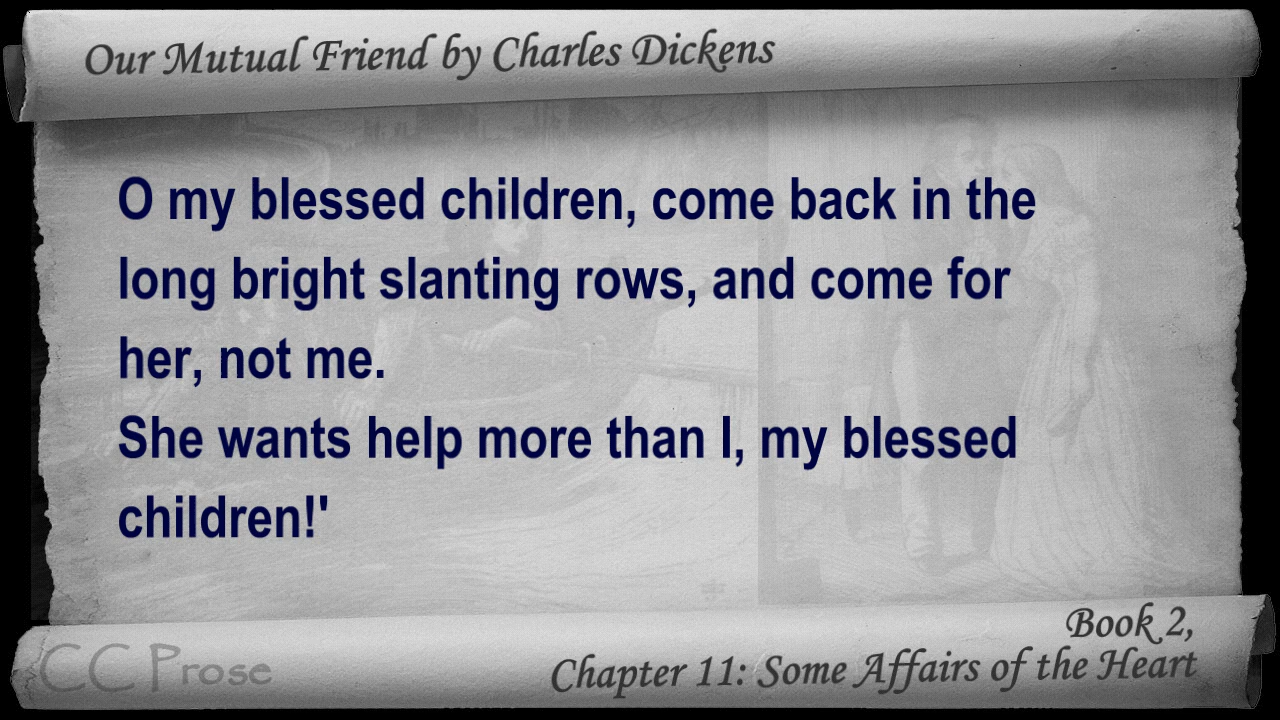 Our Mutual Friend by Charles Dickens
O my blessed children, come back in the
long bright slanting rows, and come for
her, not me.
She wants help more than I, my blessed
children!'
Book 2,
Chapter 11: Some Affairs of the Heart
CC Prose